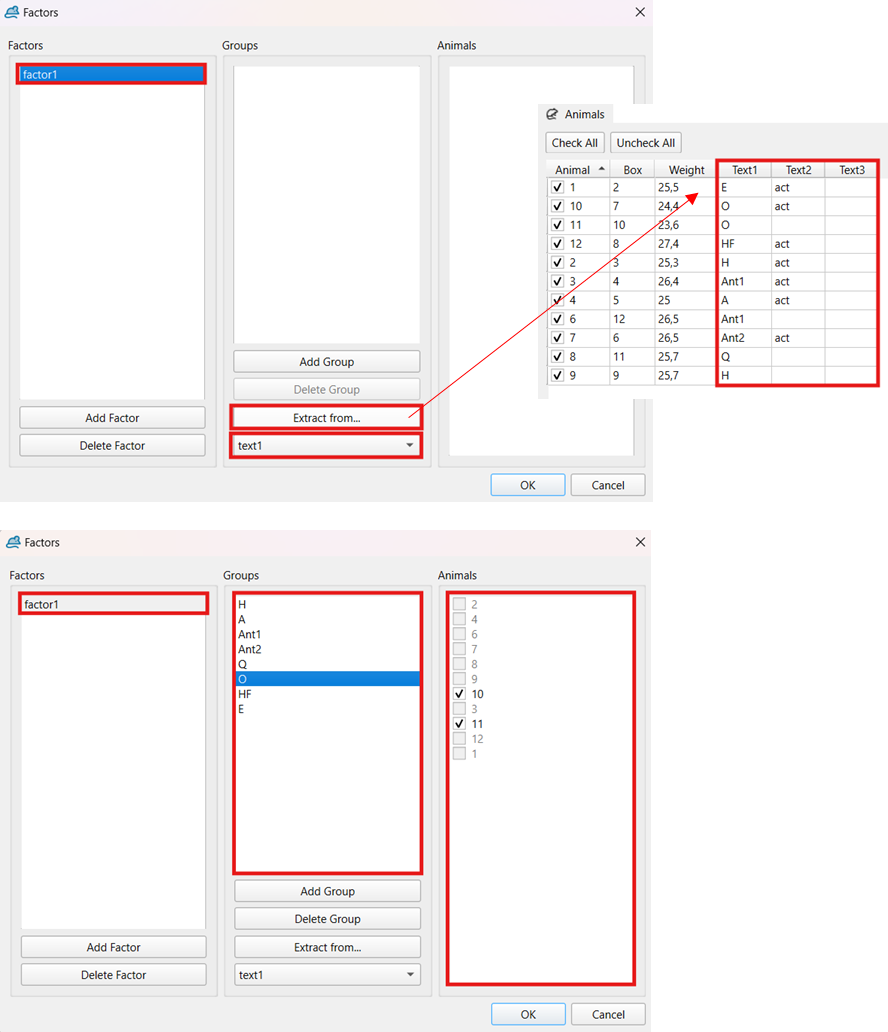 Factors
Factors Groups Animals
factor1
Add Group
Delete Group
Add Factor Extract from...
Delete Factor text1
OK Cancel
Animals
Check All Uncheck All
Animal Box Weight Text1 Text2 Text3
1 2 25,5 E act
10 7 24,4 O act
11 10 23,6 O
12 8 27,4 HF act
2 3 25,3 H act
3 4 26,4 Ant1 act
4 5 25 A act
6 12 26,5 Ant1
7 6 26,5 Ant2 act
8 11 25,7 Q
9 9 25,7 H
Factors
Factors Groups Animals
factor1 H 2
A 4
Ant1 6
Ant2 7
Q 8
O 9
HF 10
E 3
11
12
1
Add Group
Delete Group
Add Factor Extract from...
Delete Factor text1
OK Cancel